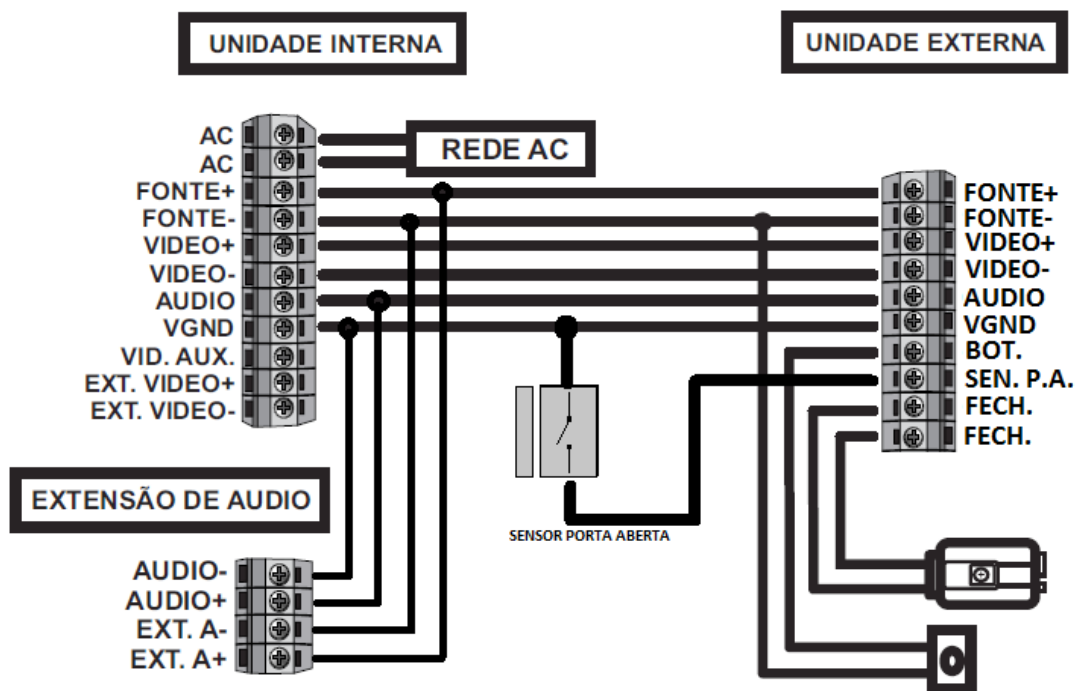 UNIDADE INTERNA
UNIDADE EXTERNA
AC
AC
FONTE+
FONTE-
VIDEO+
VIDEO-
AUDIO
VGND
VID. AUX.
EXT. VIDEO+
EXT. VIDEO-
REDE AC
FONTE+
FONTE-
VIDEO+
VIDEO-
AUDIO
VGND
BOT.
SEN. P.A.
FECH.
FECH.
SENSOR PORTA ABERTA
EXTENSÃO DE AUDIO
AUDIO-
AUDIO+
EXT. A-
EXT. A+